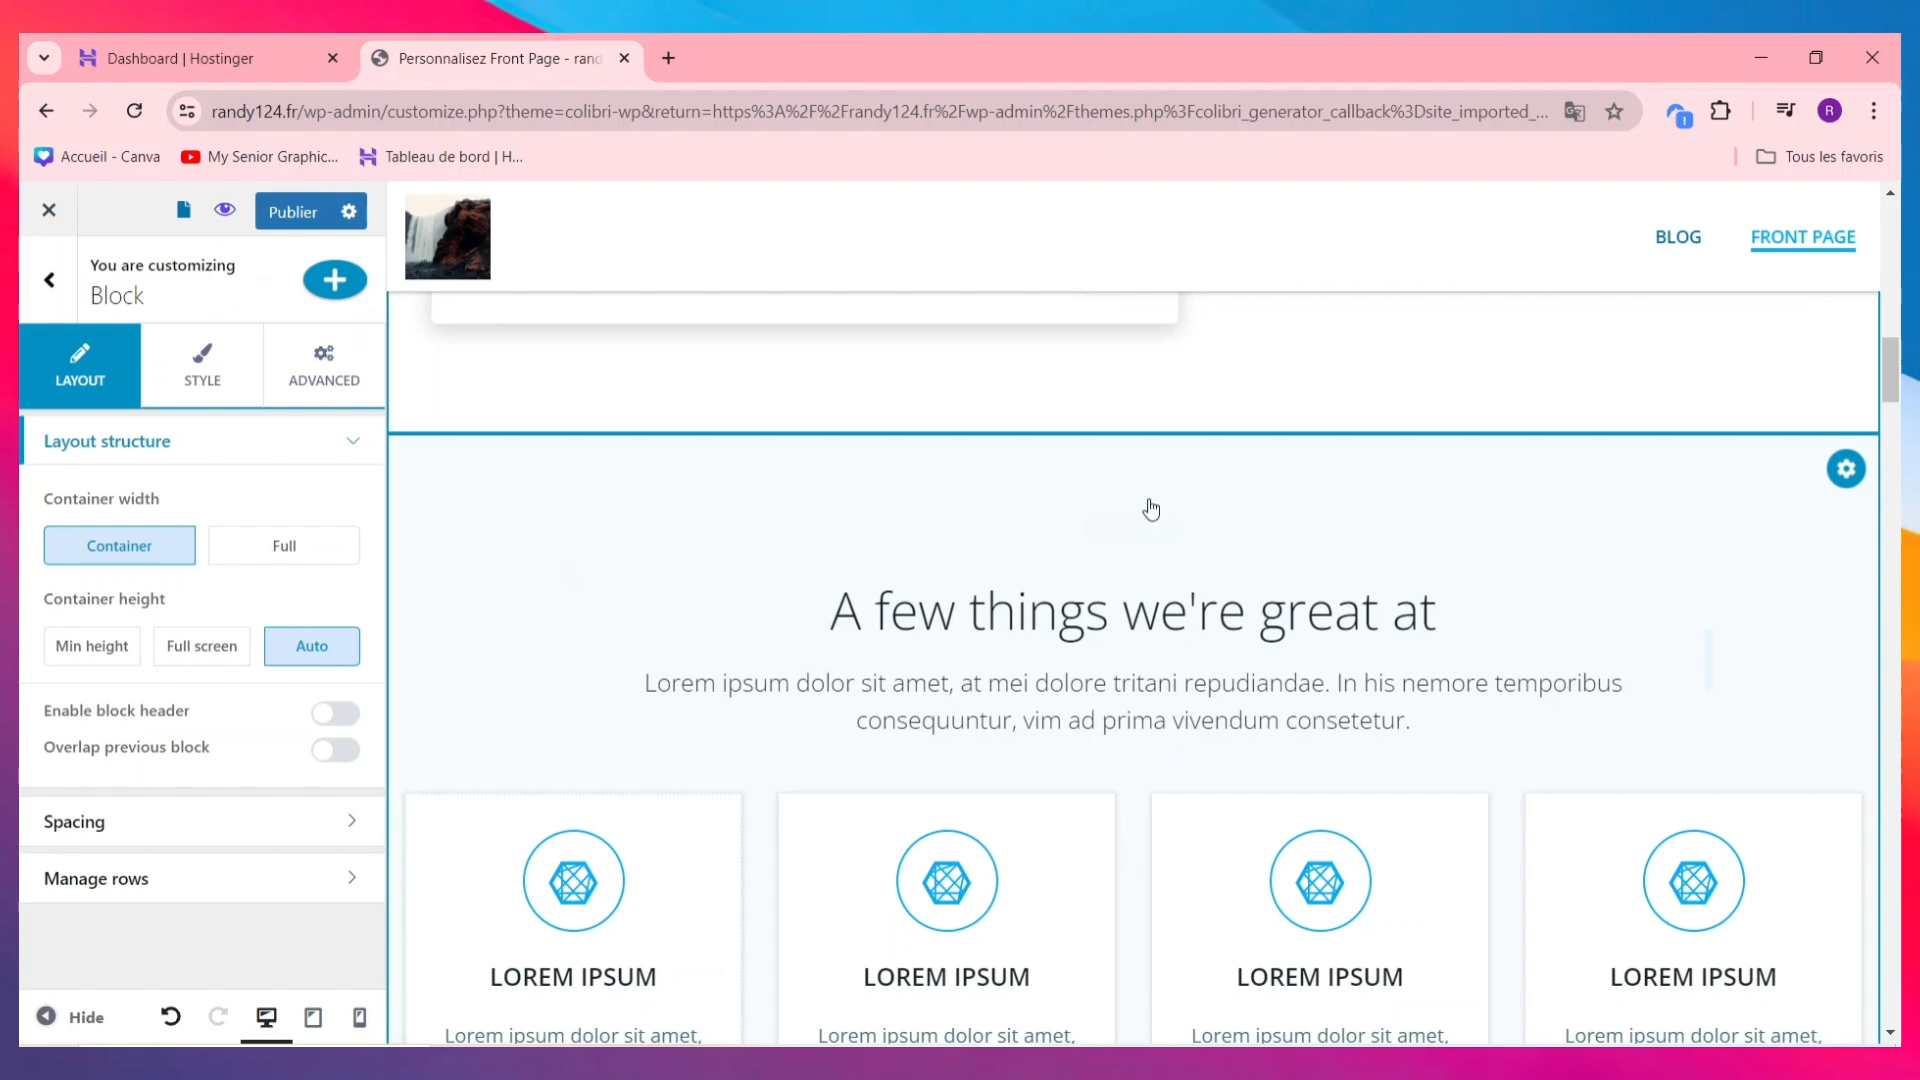 Dashboard | Hostinger
Personnalisez Front Page - rand
randy124.fr/wp-admin/customize.php?theme=colibri-wp&return=https%3A%2F%2Frandy124.fr%2Fwp-admin%2Fthemes.php%3Fcolibri_generator_callback%3Dsite_imported_...
R
Accueil - Canva
My Senior Graphic...
Tableau de bord | H...
Tous les favoris
Publier
You are customizing
Block
LAYOUT
STYLE
ADVANCED
Layout structure
Container width
Container
Full
Container height
Min height
Full screen
Auto
Enable block header
Overlap previous block
Spacing
Manage rows
Hide
BLOG
FRONT PAGE
A few things we're great at
Lorem ipsum dolor sit amet, at mei dolore tritani repudiandae. In his nemore temporibus
consequuntur, vim ad prima vivendum consetetur.
LOREM IPSUM
LOREM IPSUM
LOREM IPSUM
LOREM IPSUM
Lorem ipsum dolor sit amet,
Lorem ipsum dolor sit amet,
Lorem ipsum dolor sit amet,
Lorem ipsum dolor sit amet,